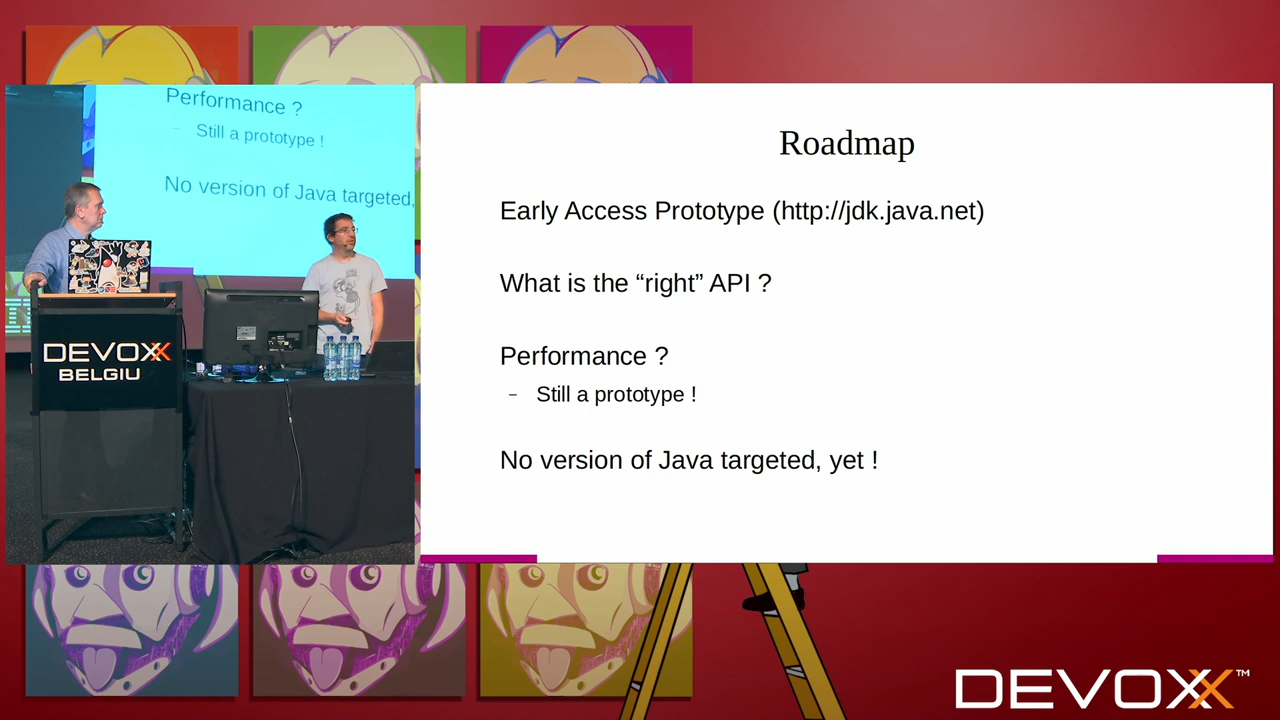 Performance ?
- Still a prototype !
No version of Java targeted,
DEVOXX
BELGIU
Roadmap
Early Access Prototype (http://jdk.java.net)
What is the “right” API ?
Performance ?
- Still a prototype !
No version of Java targeted, yet !
DEVOXX™